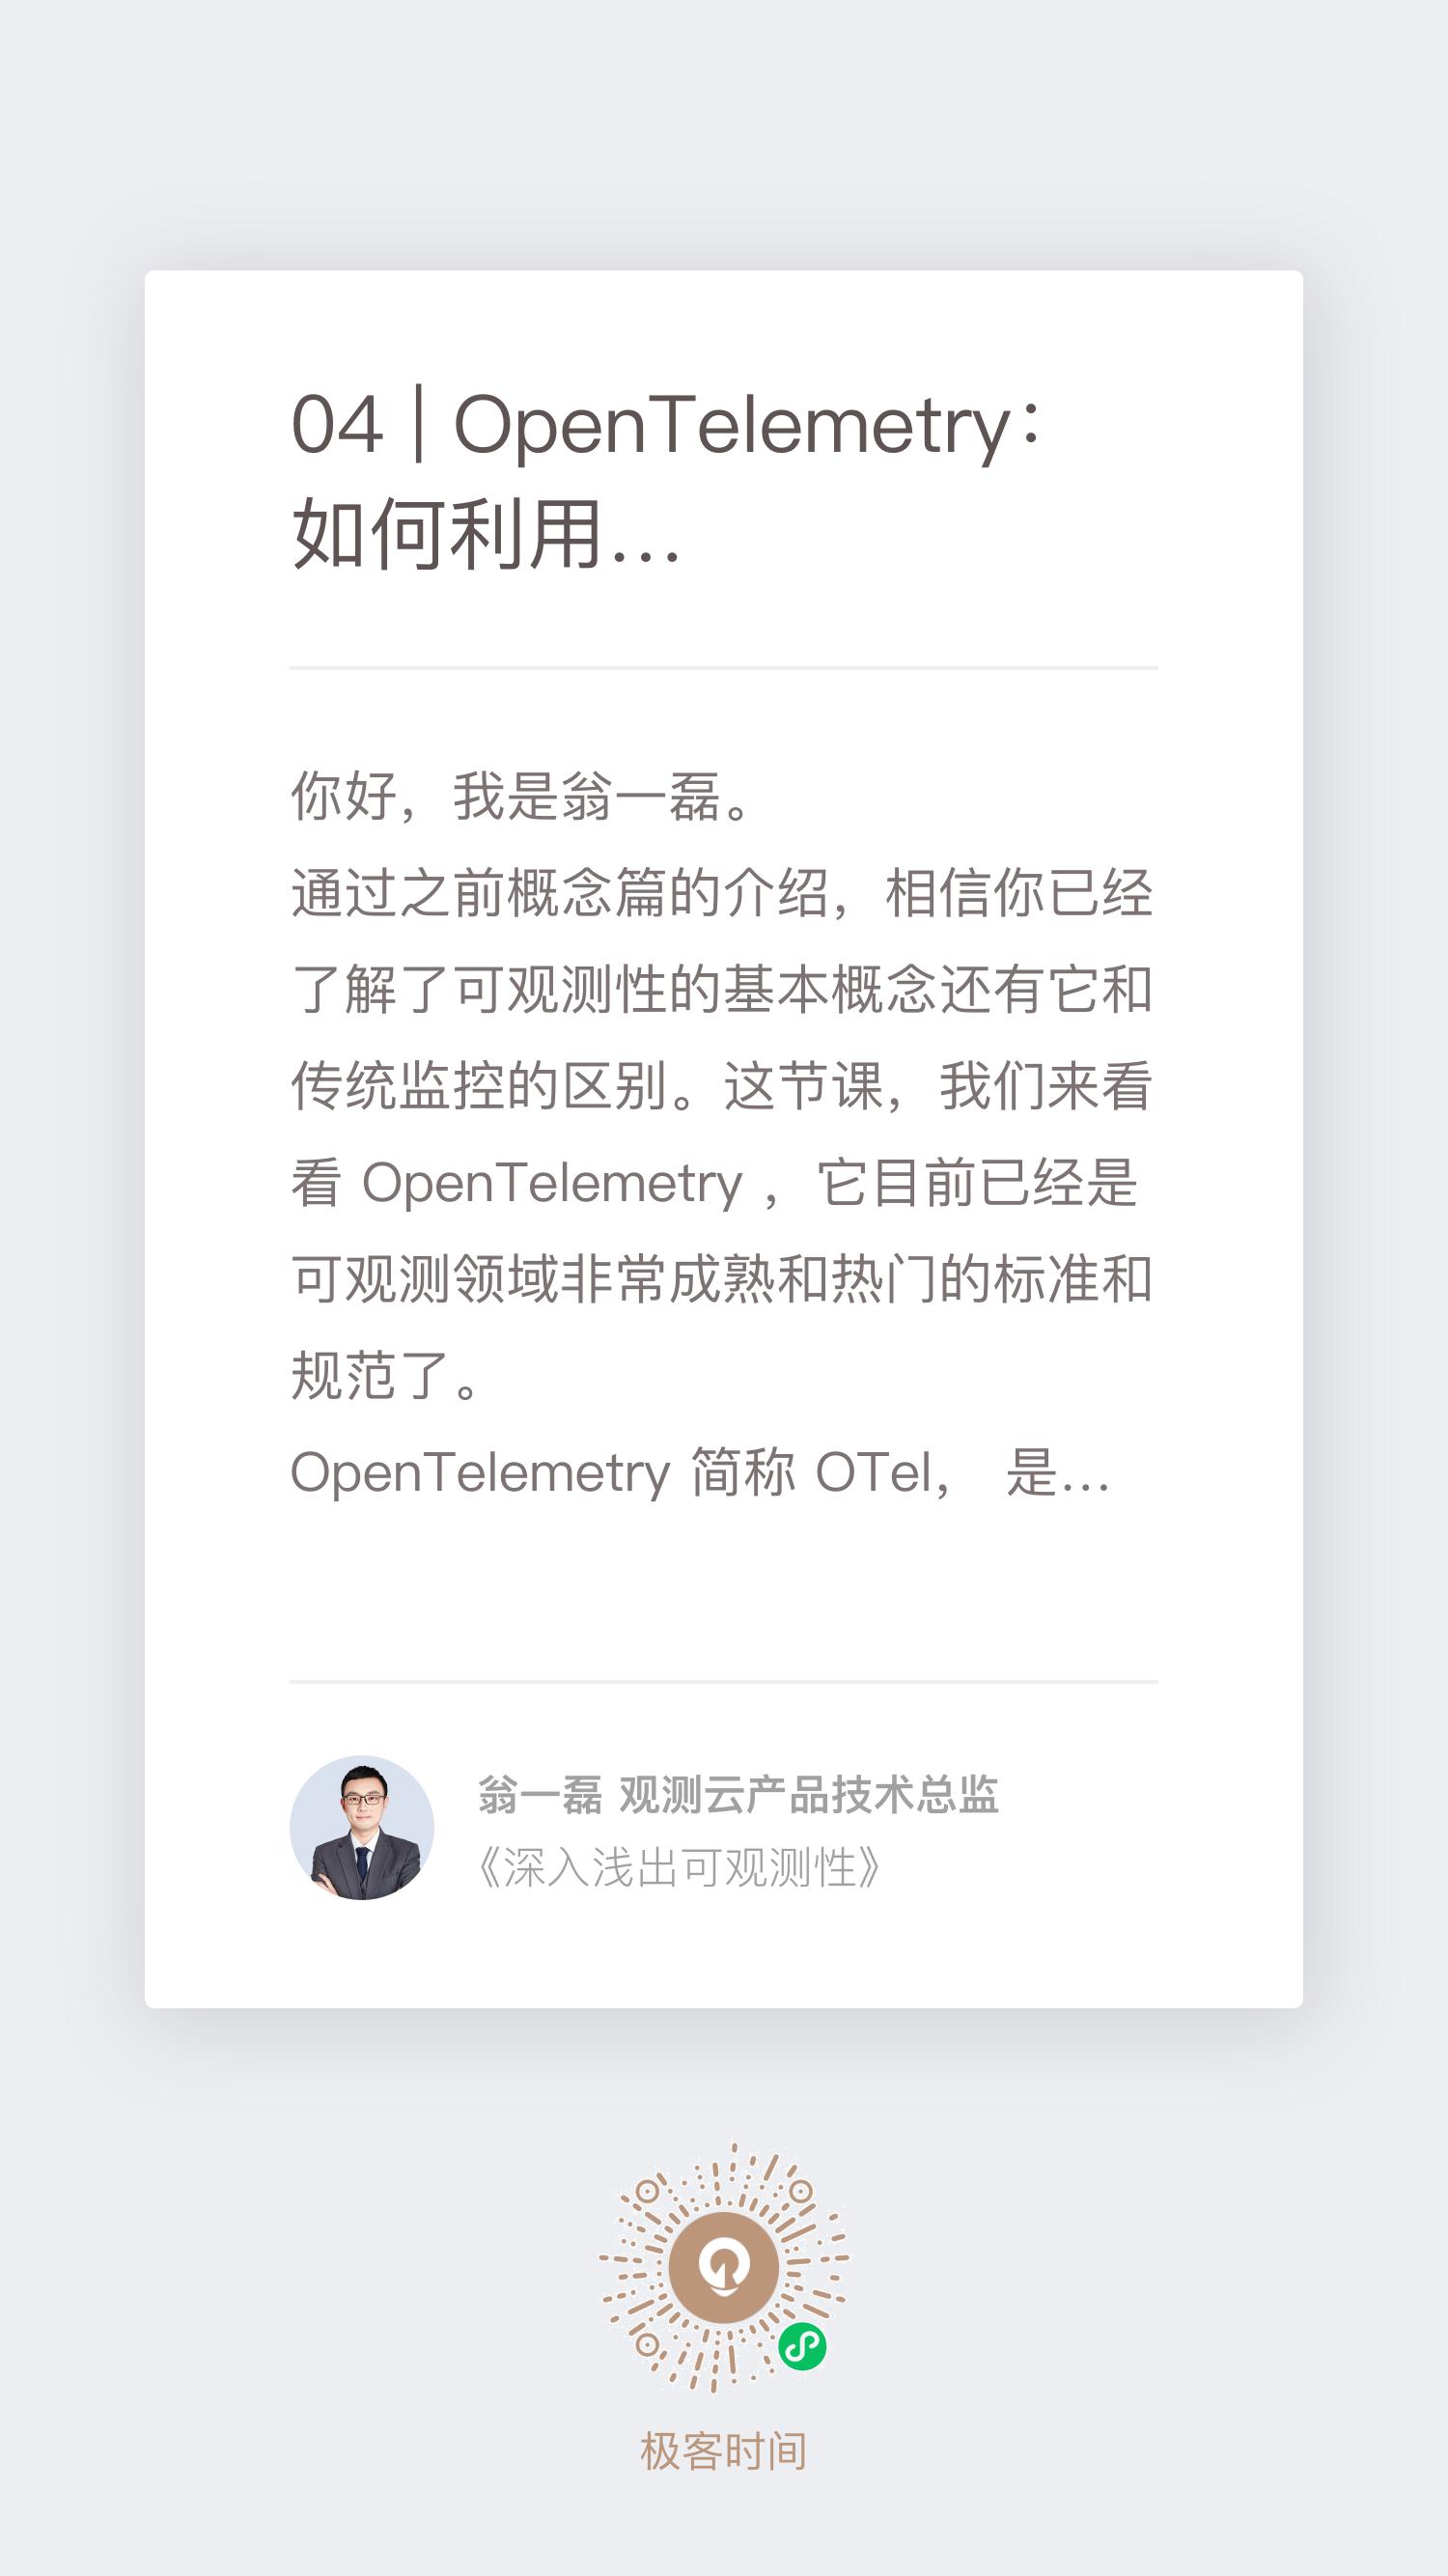 04 | OpenTelemetry：
如何利用...
你好，我是翁一磊。
通过之前概念篇的介绍，相信你已经
了解了可观测性的基本概念还有它和
传统监控的区别。这节课，我们来看
看 OpenTelemetry ，它目前已经是
可观测领域非常成熟和热门的标准和
规范了。
OpenTelemetry 简称 OTel， 是...
翁一磊 观测云产品技术总监
《深入浅出可观测性》
极客时间